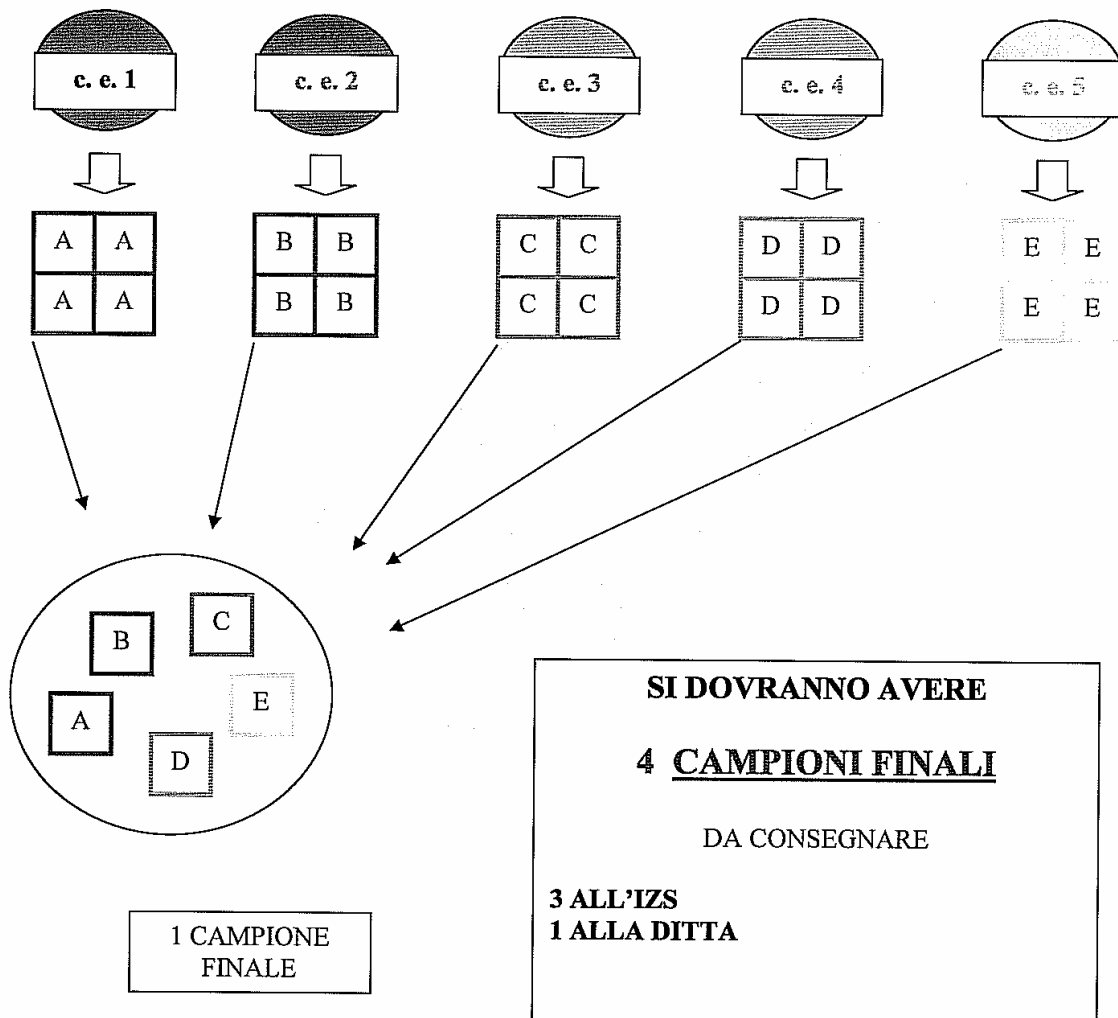 c. e. 1 c. e. 2 c. e. 3 c. e. 4 c. e. 5
A A B B C C D D E E
A A B B C C D D E E
C
B
E
A
D
SI DOVRANNO AVERE
4 CAMPIONI FINALI
DA CONSEGNARE
3 ALL'IZS
1 ALLA DITTA
1 CAMPIONE
FINALE